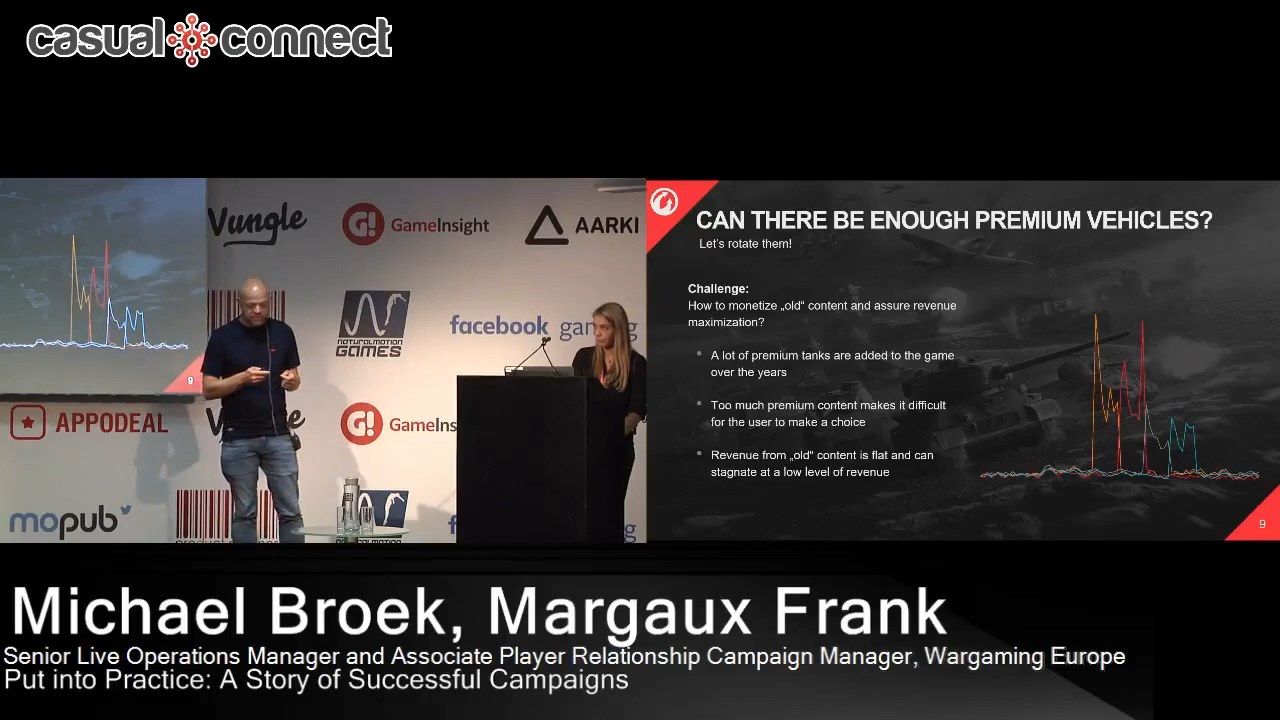 casual connect
Vungle
G! GameInsight
AARKI
NATURALMOTION
GAMES
facebook gaming
9
APPODEAL
G! GameIns
mopub
CAN THERE BE ENOUGH PREMIUM VEHICLES?
Let's rotate them!
Challenge:
How to monetize „old“ content and assure revenue
maximization?
A lot of premium tanks are added to the game
over the years
Too much premium content makes it difficult
for the user to make a choice
Revenue from „old“ content is flat and can
stagnate at a low level of revenue
9
Michael Broek, Margaux Frank
Senior Live Operations Manager and Associate Player Relationship Campaign Manager, Wargaming Europe
Put into Practice: A Story of Successful Campaigns